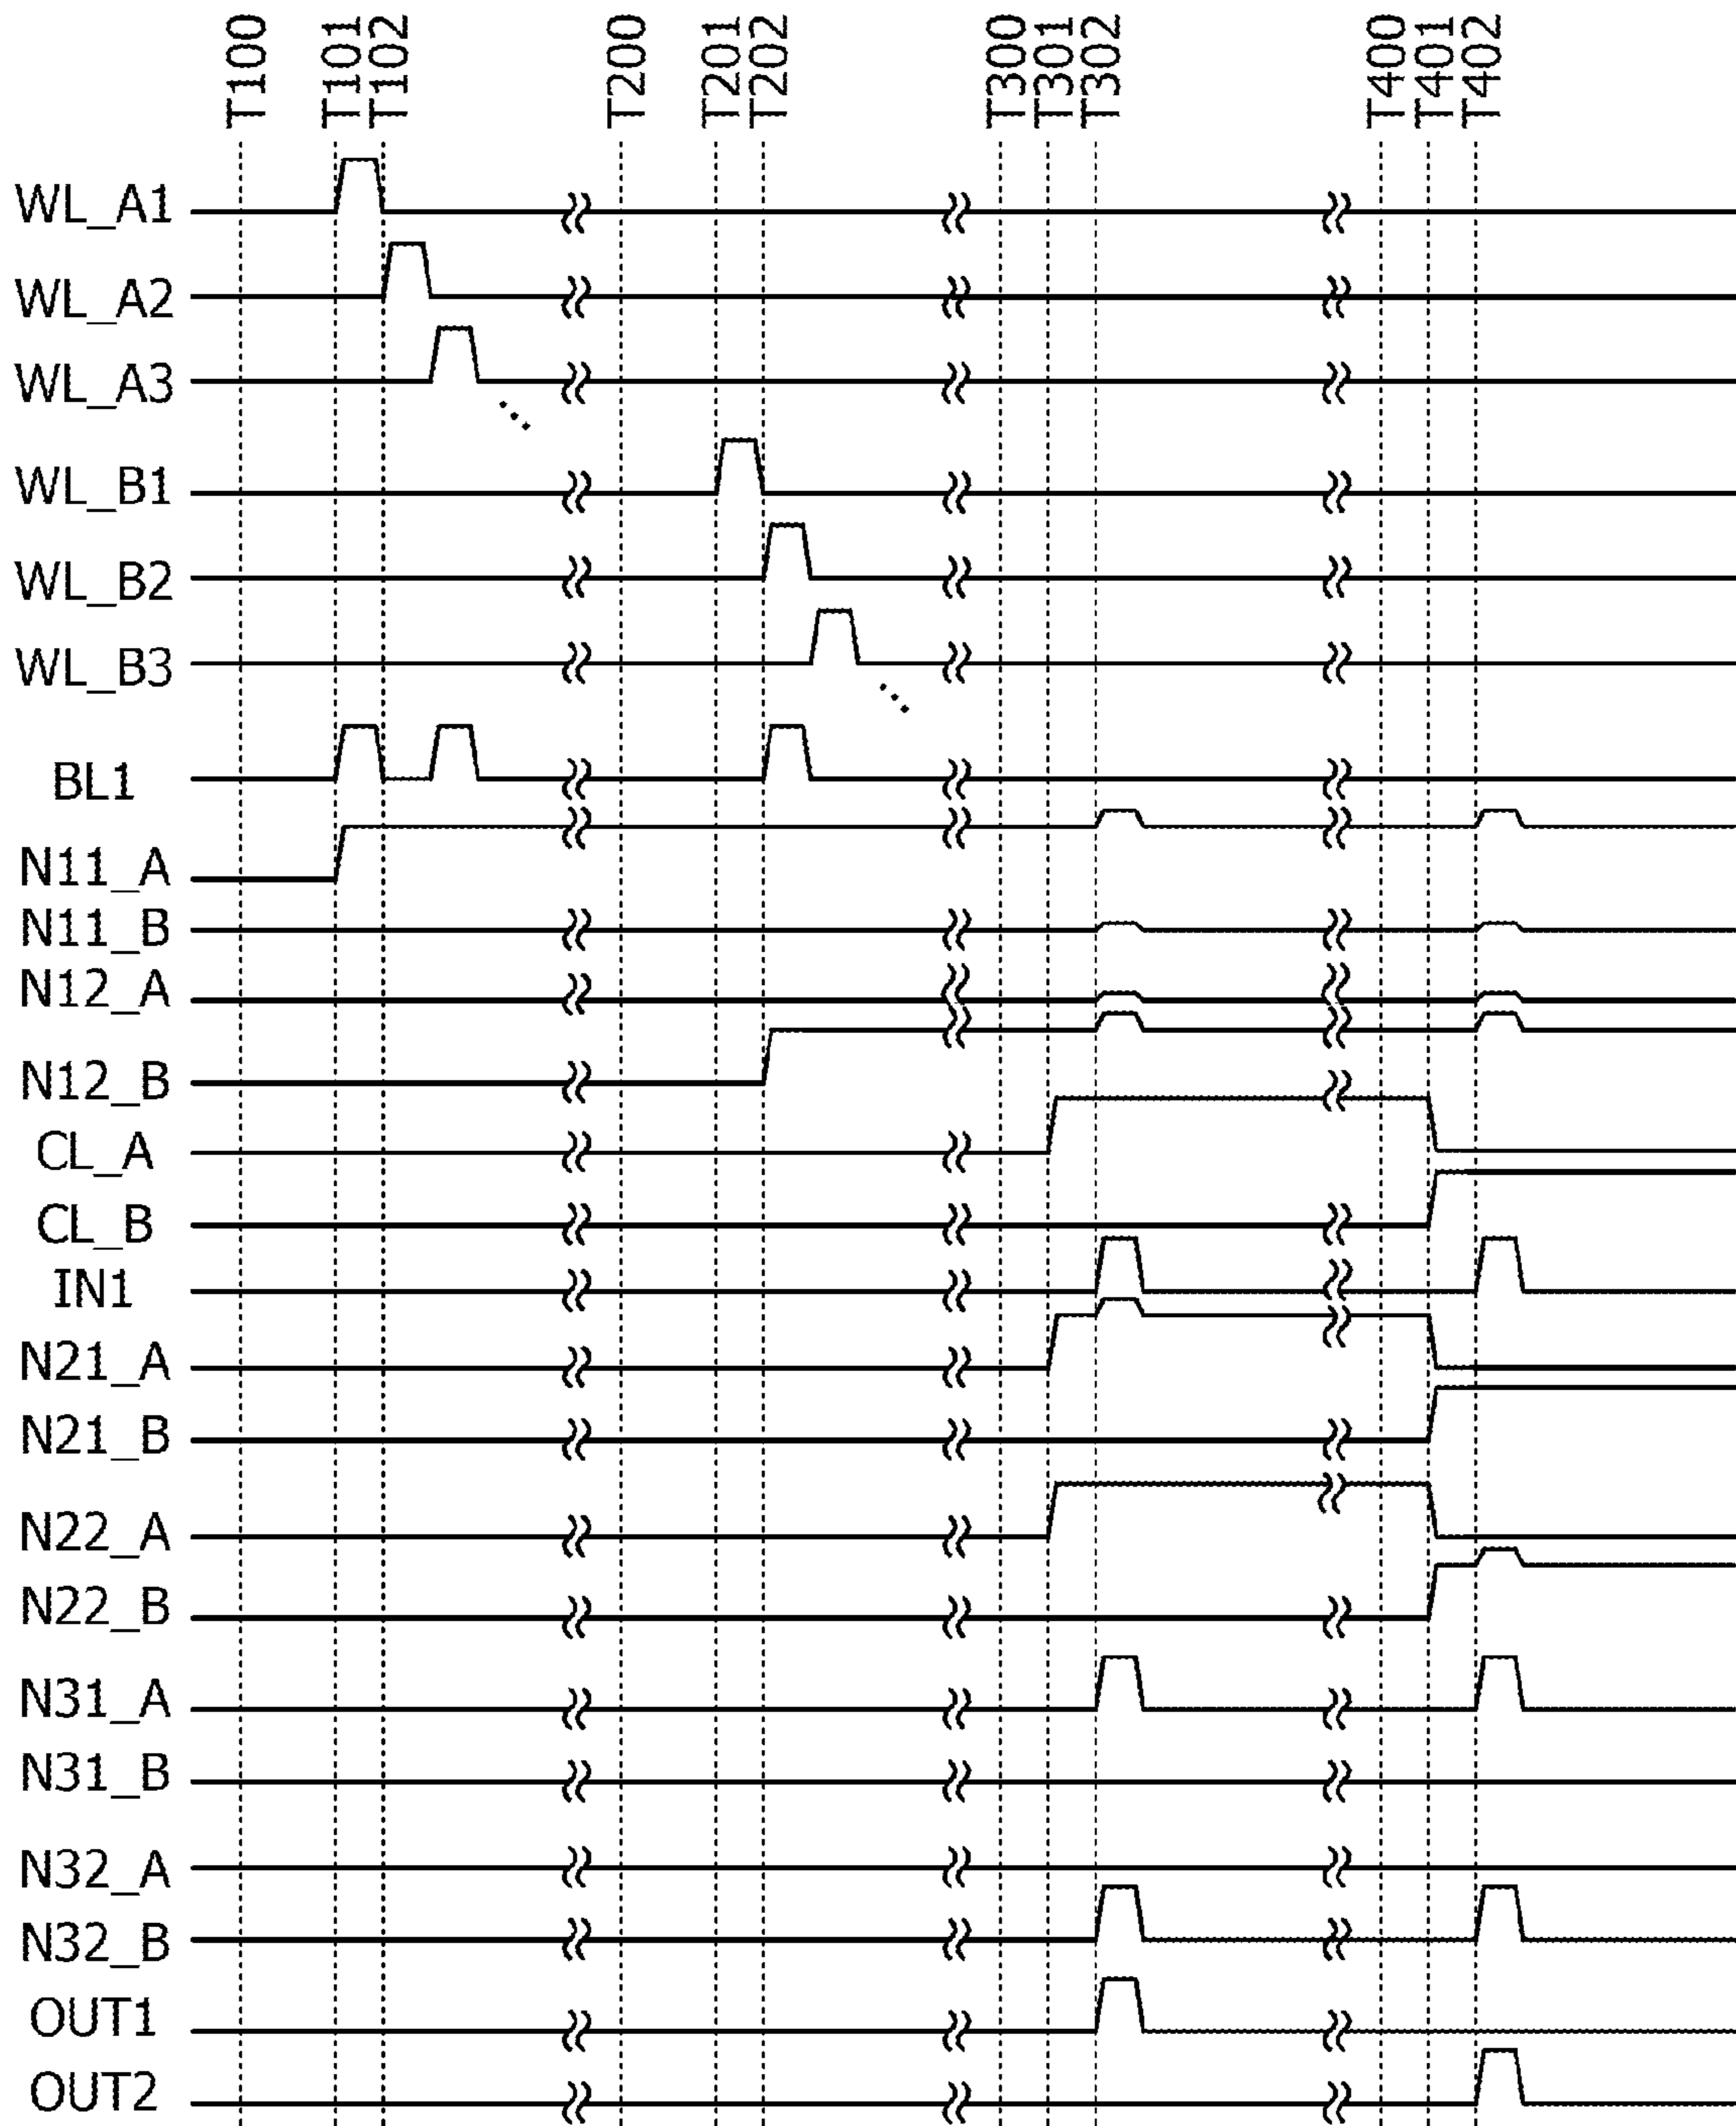 T100
T101
T102
T200
T201
T202
T300
T301
T302
T400
T401
T402
WL_A1
WL_A2
WL_A3
WL_B1
WL_B2
WL_B3
BL1
N11_A
N11_B
N12_A
N12_B
CL_A
CL_B
IN1
N21_A
N21_B
N22_A
N22_B
N31_A
N31_B
N32_A
N32_B
OUT1
OUT2